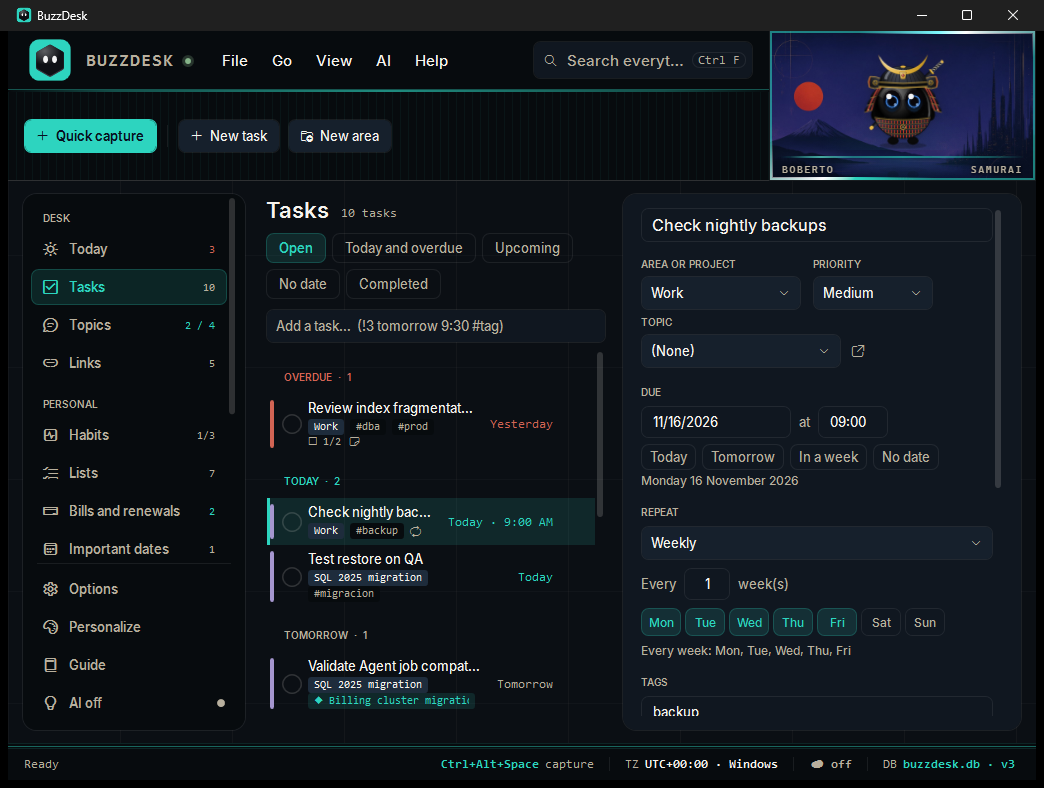 BuzzDesk
BUZZDESK
File Go View AI Help
Search everyt... Ctrl F
BOBERTO SAMURAI
+ Quick capture
+ New task
New area
DESK
Today 3
Tasks 10
Topics 2 / 4
Links 5
PERSONAL
Habits 1/3
Lists 7
Bills and renewals 2
Important dates 1
Options
Personalize
Guide
AI off
Tasks 10 tasks
Open Today and overdue Upcoming
No date Completed
Add a task... (!3 tomorrow 9:30 #tag)
OVERDUE · 1
Review index fragmentat...
Work #dba #prod Yesterday
1/2
TODAY · 2
Check nightly bac... Today · 9:00 AM
Work #backup
Test restore on QA
SQL 2025 migration Today
#migracion
TOMORROW · 1
Validate Agent job compat...
SQL 2025 migration Tomorrow
◆ Billing cluster migratic
Check nightly backups
AREA OR PROJECT PRIORITY
Work Medium
TOPIC
(None)
DUE
11/16/2026 at 09:00
Today Tomorrow In a week No date
Monday 16 November 2026
REPEAT
Weekly
Every 1 week(s)
Mon Tue Wed Thu Fri Sat Sun
Every week: Mon, Tue, Wed, Thu, Fri
TAGS
backup
Ready
Ctrl+Alt+Space capture
TZ UTC+00:00 · Windows
off
DB buzzdesk.db · v3